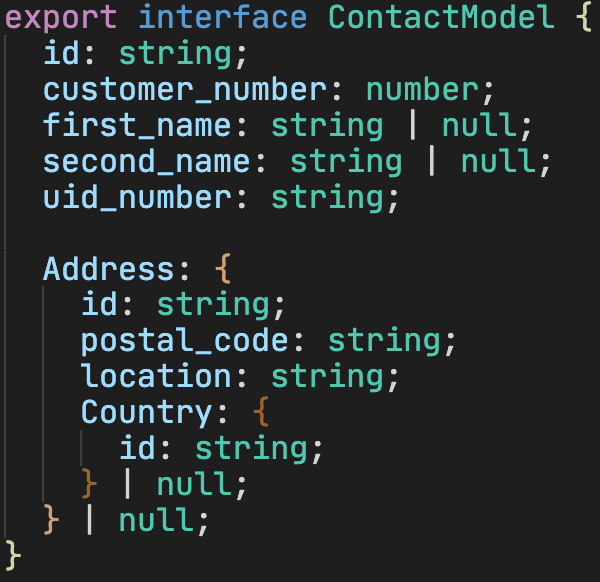 export interface ContactModel {
id: string;
customer_number: number;
first_name: string | null;
second_name: string | null;
uid_number: string;
Address: {
id: string;
postal_code: string;
location: string;
Country: {
id: string;
} | null;
} | null;
}